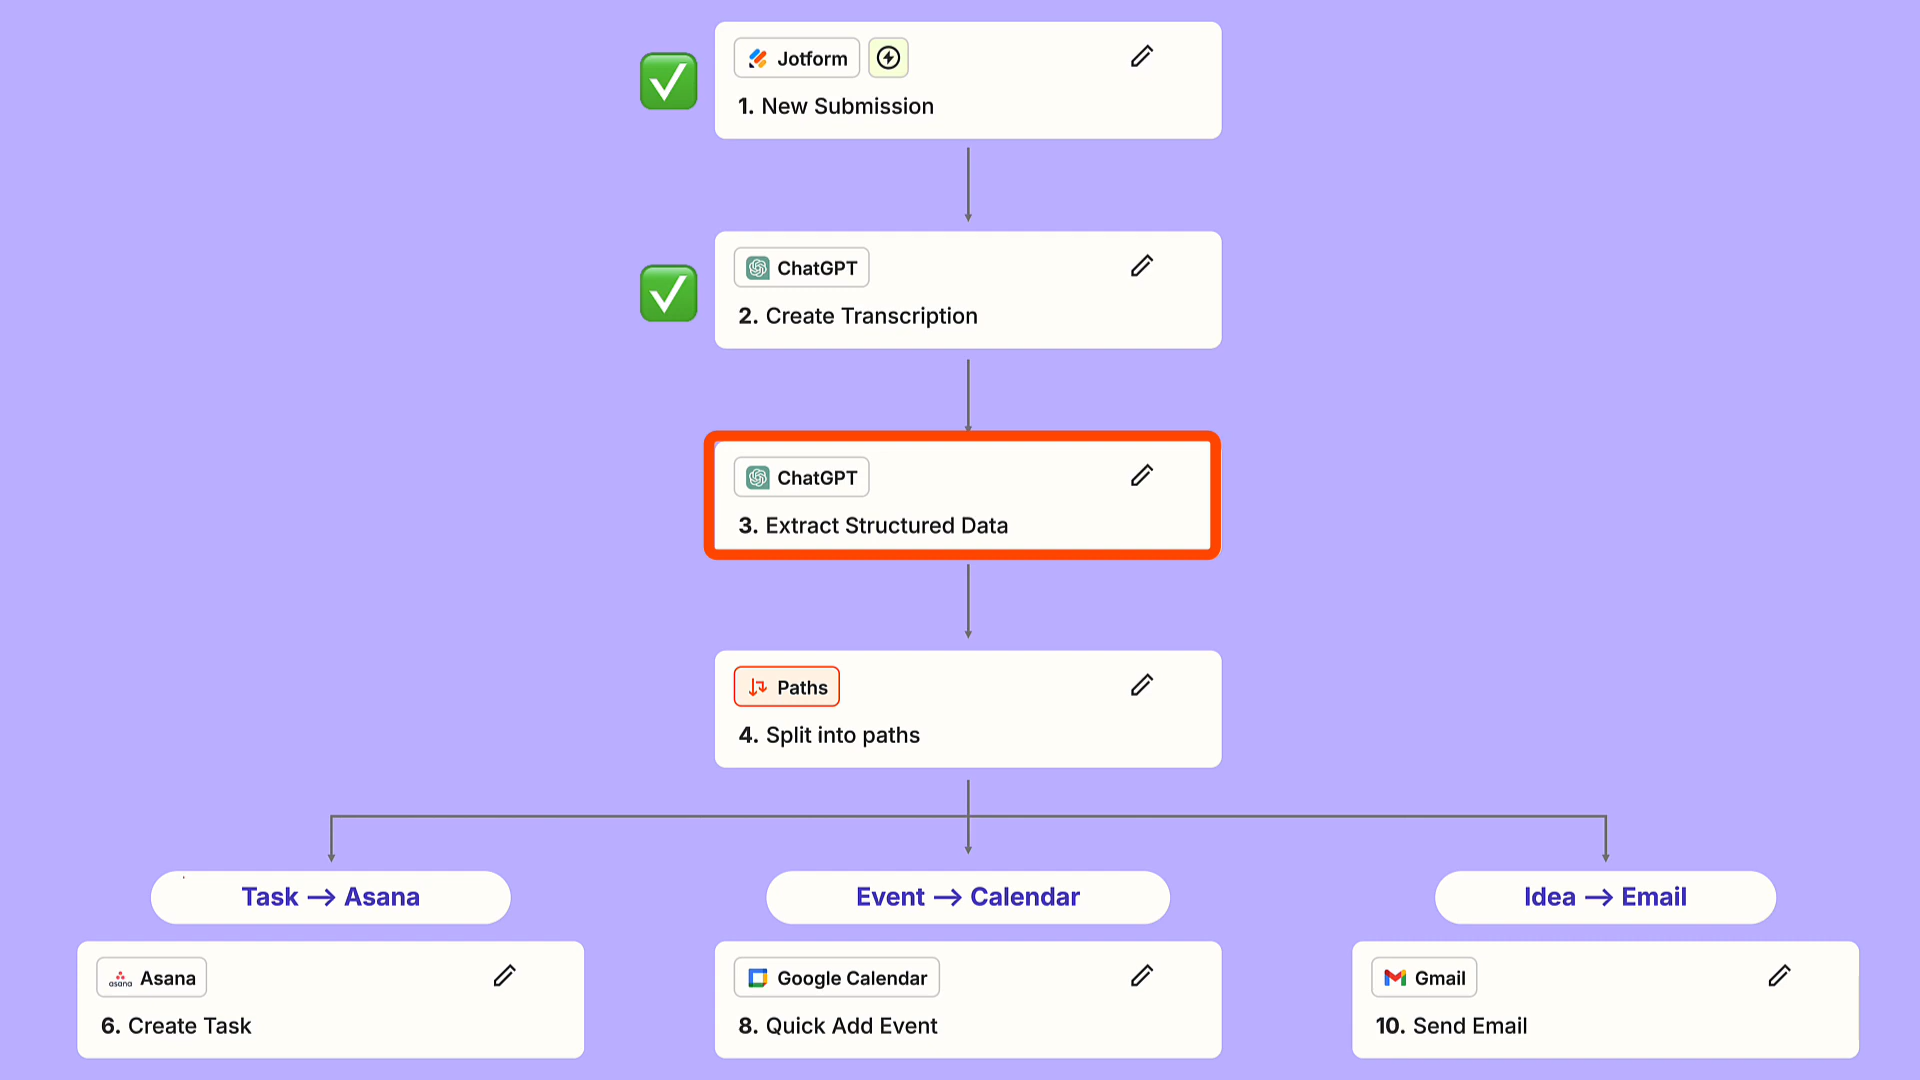 Jotform
1. New Submission
ChatGPT
2. Create Transcription
ChatGPT
3. Extract Structured Data
Paths
4. Split into paths
Task → Asana
Event → Calendar
Idea → Email
asana Asana
6. Create Task
Google Calendar
8. Quick Add Event
Gmail
10. Send Email